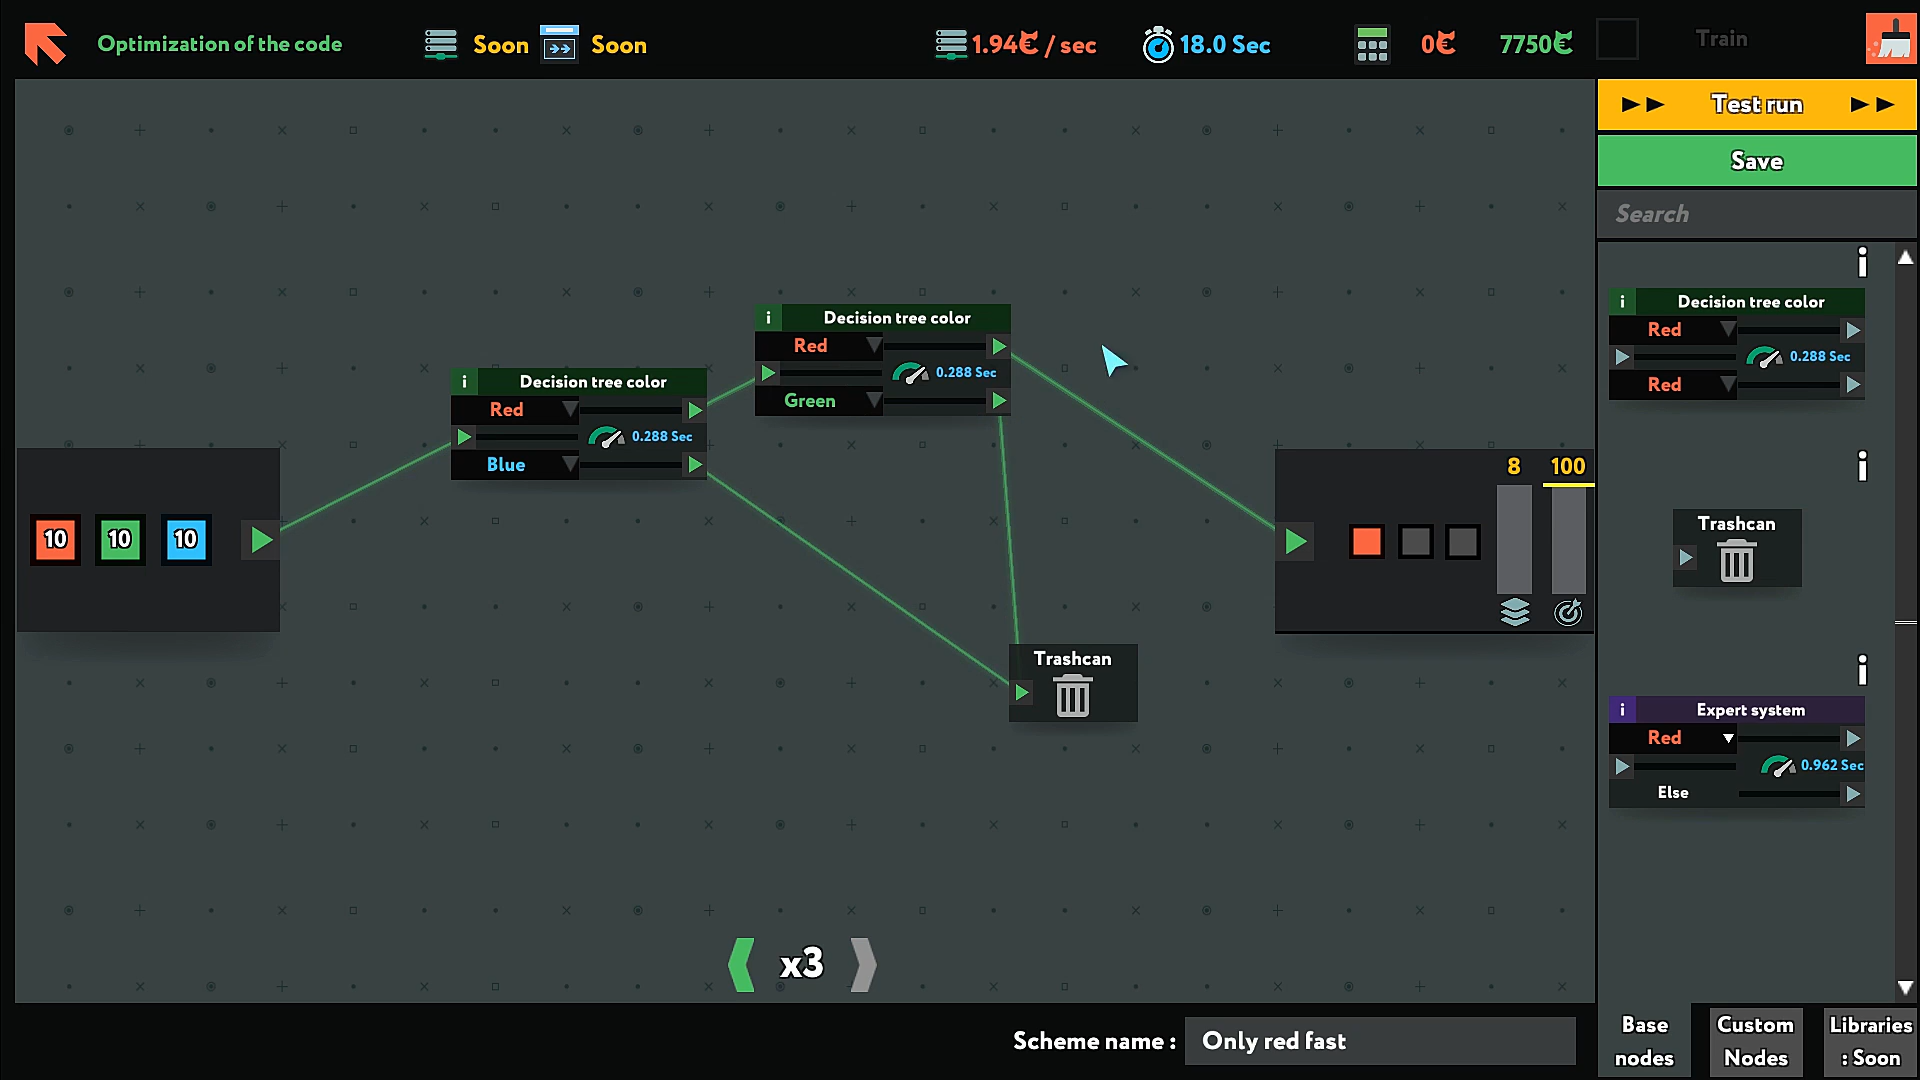 Optimization of the code
Soon
Soon
1.94€ / sec
18.0 Sec
0€
7750€
Train
Test run
Save
Search
i
i Decision tree color
Red
0.288 Sec
Red
i
Trashcan
i
i Expert system
Red
0.962 Sec
Else
i Decision tree color
Red
0.288 Sec
Green
i Decision tree color
Red
0.288 Sec
Blue
10 10 10
8 100
Trashcan
x3
Scheme name : Only red fast
Base nodes
Custom Nodes
Libraries : Soon